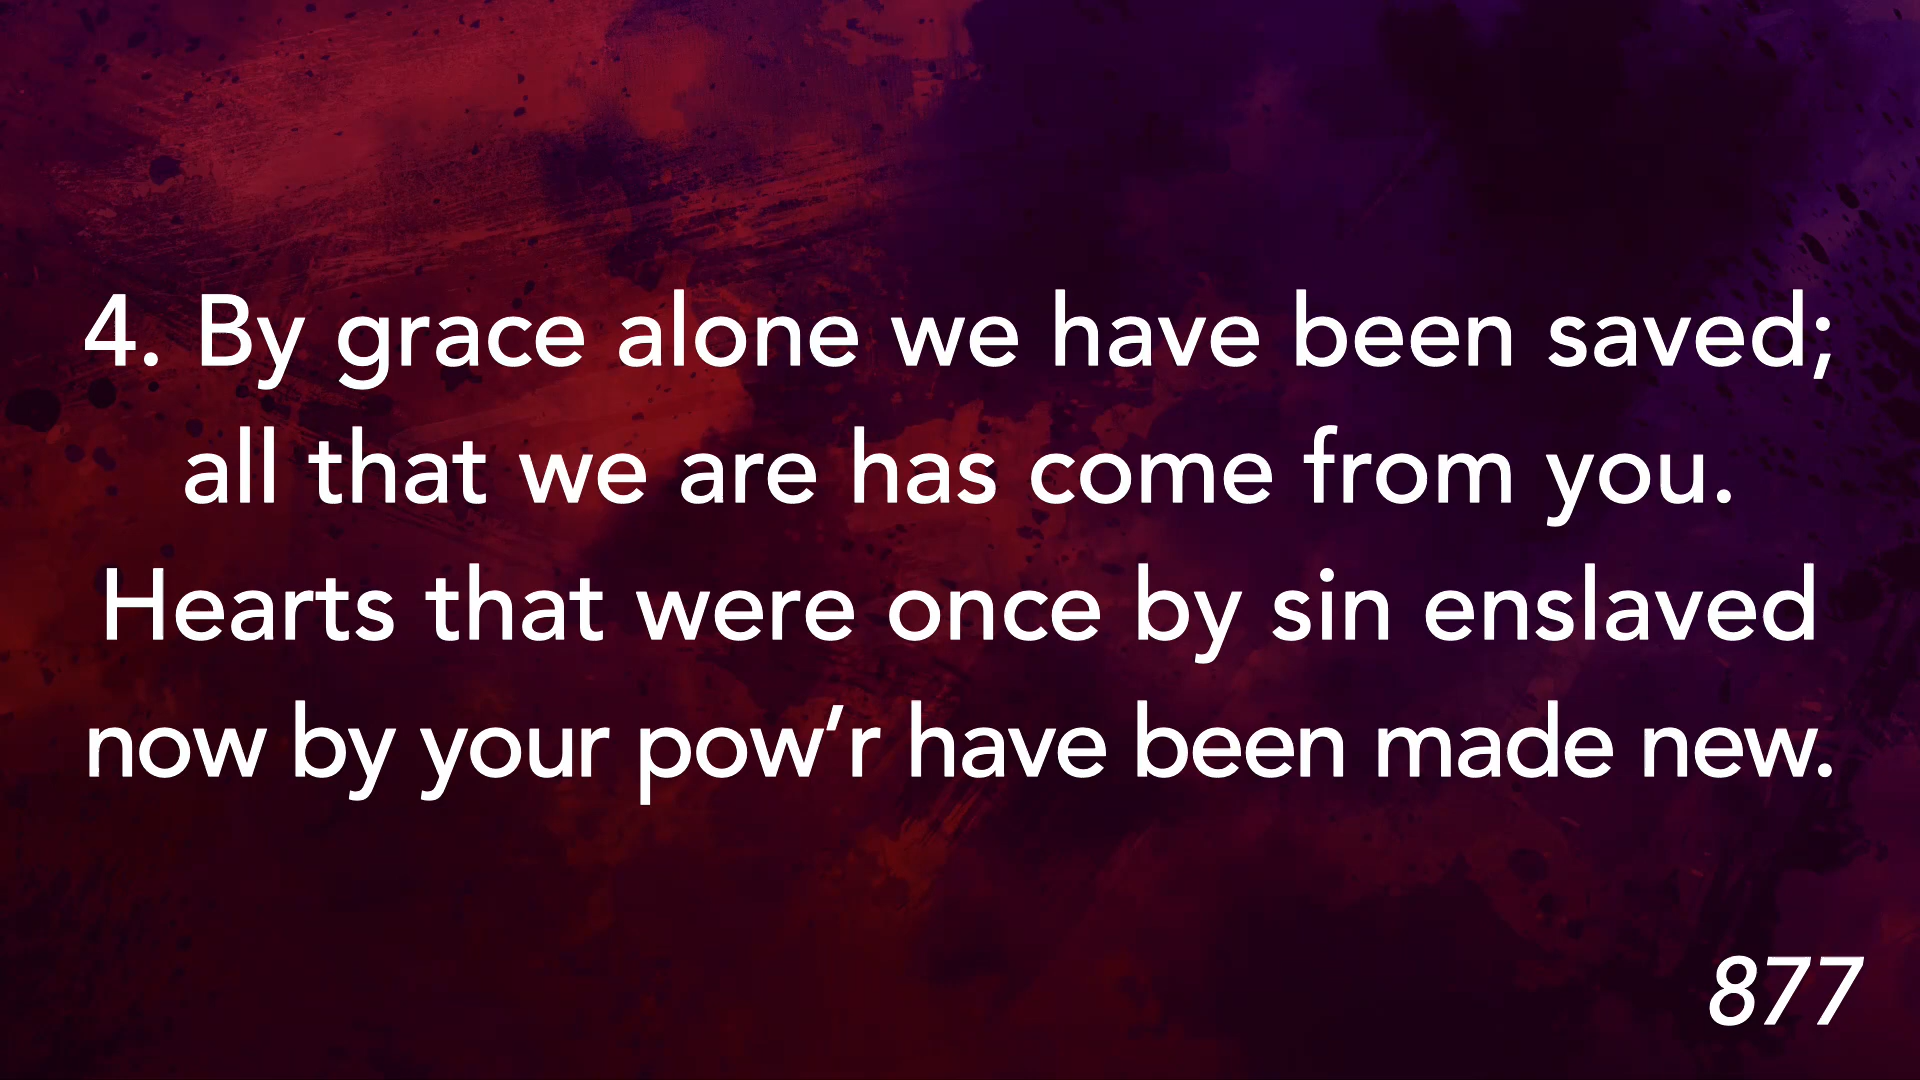 4. By grace alone we have been saved;
all that we are has come from you.
Hearts that were once by sin enslaved
now by your pow’r have been made new.
877